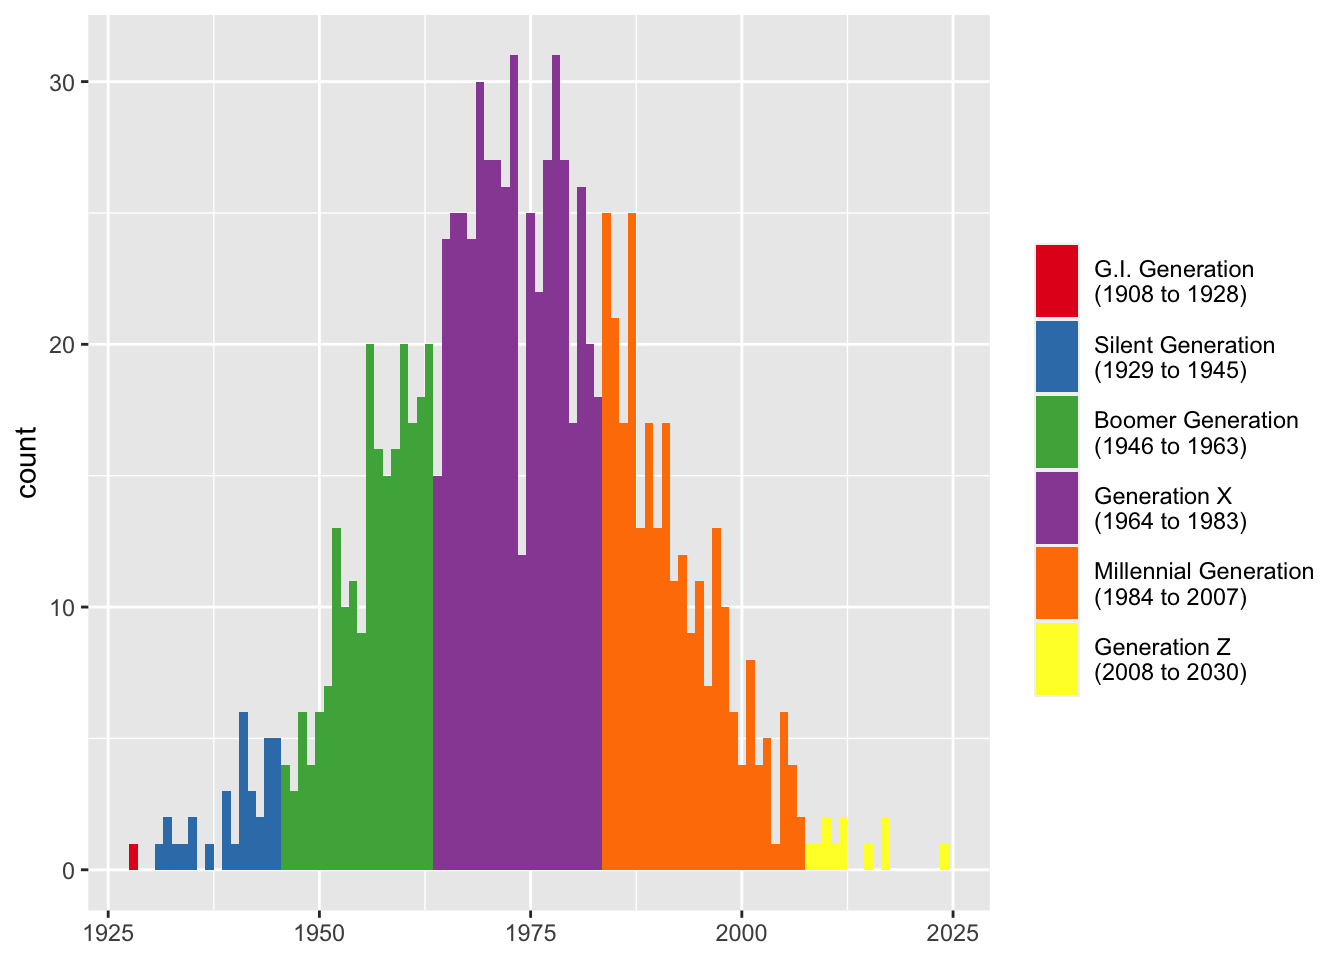 30
20
10
0
count
1925
1950
1975
2000
2025
G.I. Generation
(1908 to 1928)
Silent Generation
(1929 to 1945)
Boomer Generation
(1946 to 1963)
Generation X
(1964 to 1983)
Millennial Generation
(1984 to 2007)
Generation Z
(2008 to 2030)